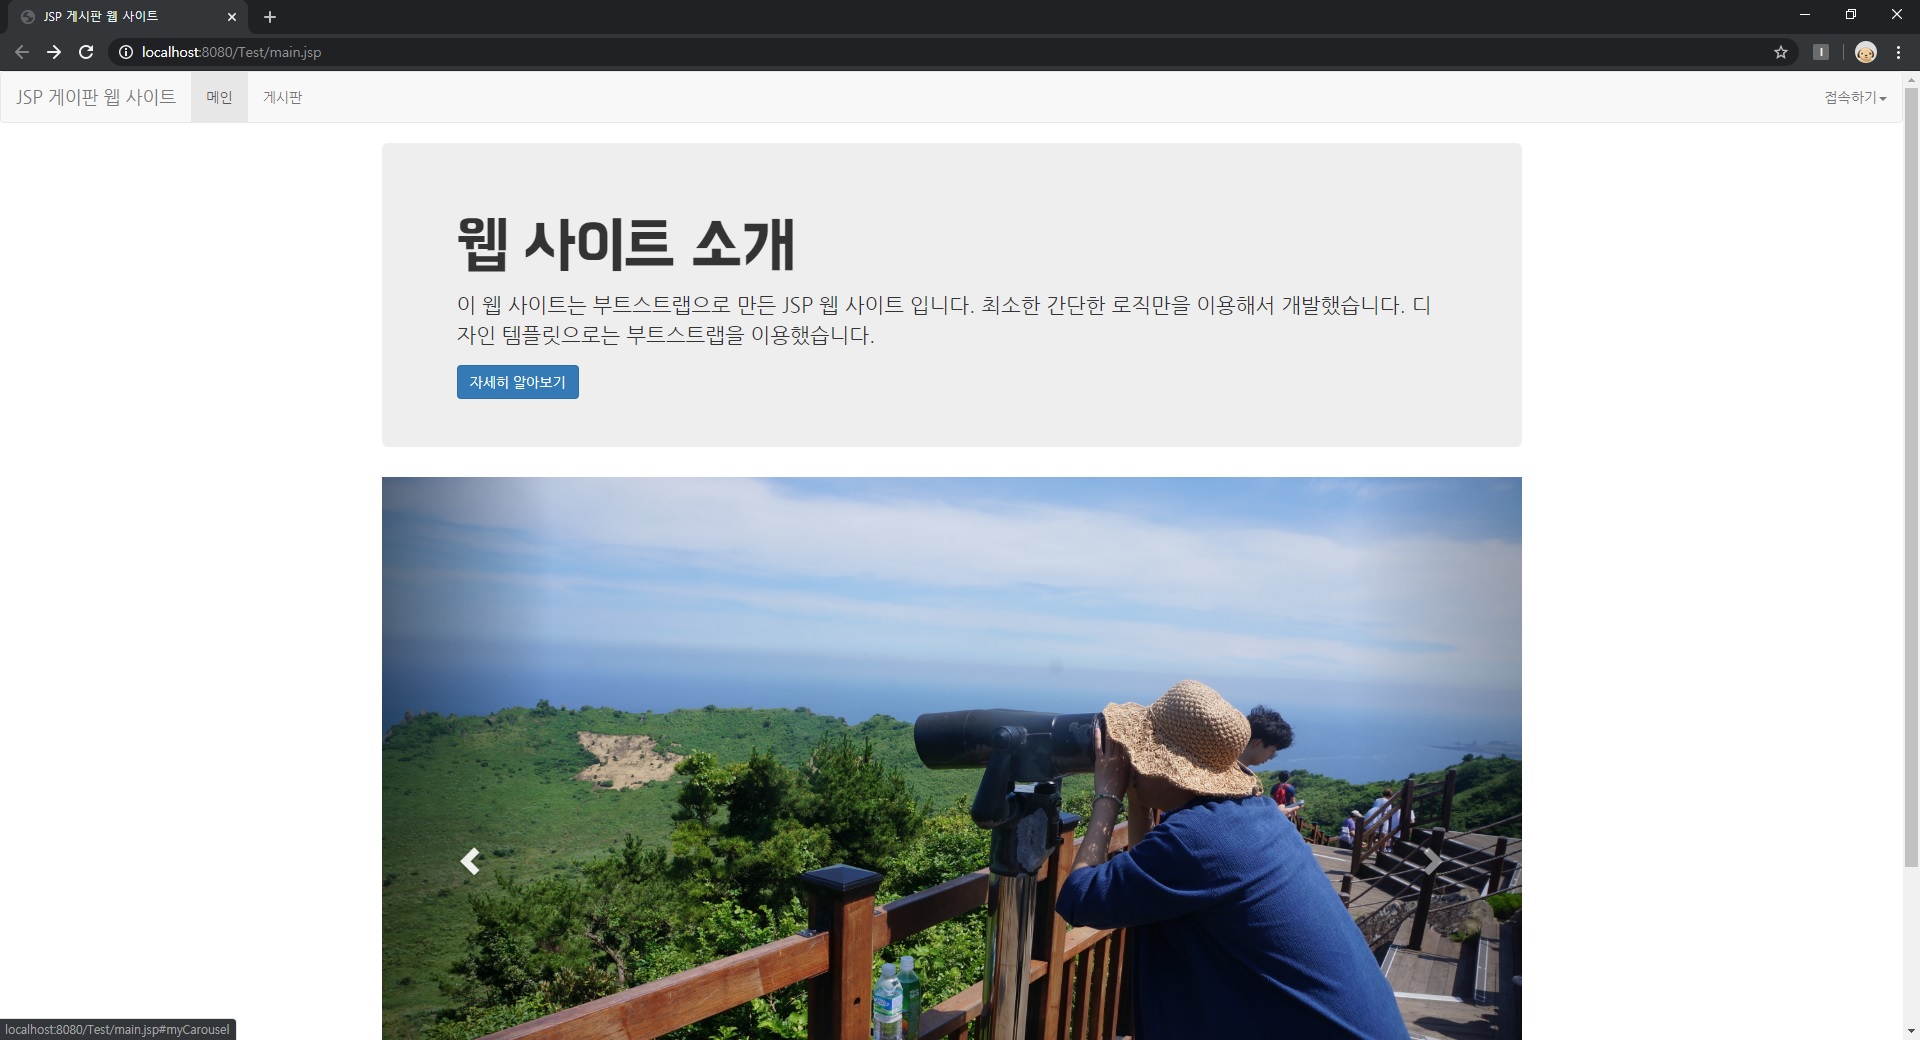 JSP 게시판 웹 사이트
localhost:8080/Test/main.jsp
JSP 게이판 웹 사이트 메인 게시판 접속하기
웹 사이트 소개
이 웹 사이트는 부트스트랩으로 만든 JSP 웹 사이트 입니다. 최소한 간단한 로직만을 이용해서 개발했습니다. 디
자인 템플릿으로는 부트스트랩을 이용했습니다.
자세히 알아보기
localhost:8080/Test/main.jsp#myCarousel